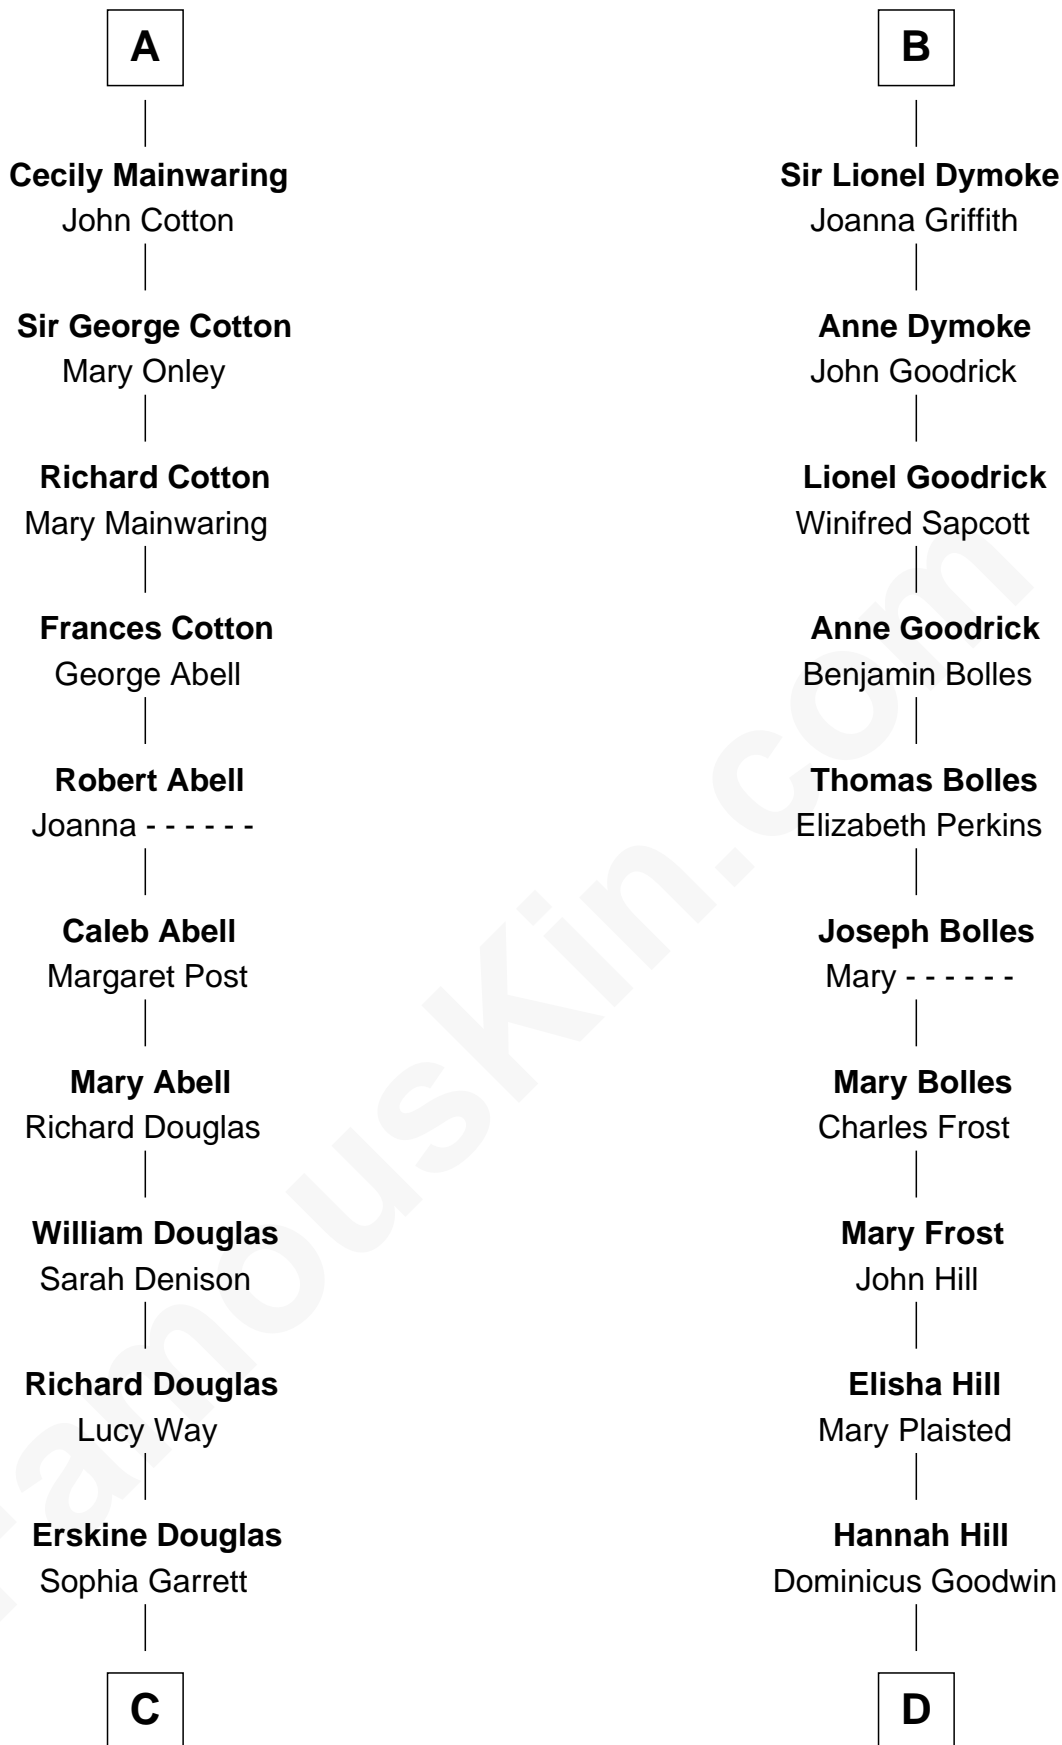 A
Cecily Mainwaring
John Cotton
Sir George Cotton
Mary Onley
Richard Cotton
Mary Mainwaring
Frances Cotton
George Abell
Robert Abell
Joanna - - - - - -
Caleb Abell
Margaret Post
Mary Abell
Richard Douglas
William Douglas
Sarah Denison
Richard Douglas
Lucy Way
Erskine Douglas
Sophia Garrett
C
B
Sir Lionel Dymoke
Joanna Griffith
Anne Dymoke
John Goodrick
Lionel Goodrick
Winifred Sapcott
Anne Goodrick
Benjamin Bolles
Thomas Bolles
Elizabeth Perkins
Joseph Bolles
Mary - - - - - -
Mary Bolles
Charles Frost
Mary Frost
John Hill
Elisha Hill
Mary Plaisted
Hannah Hill
Dominicus Goodwin
D
FamousKin.com